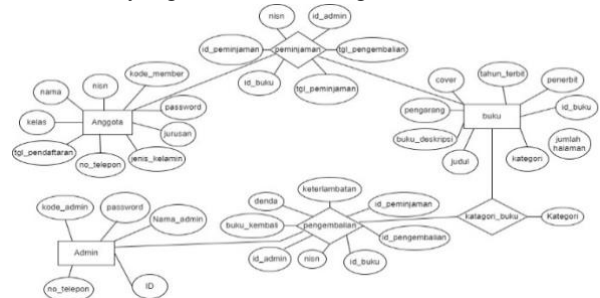 nisn
id_admin
id_peminjaman
peminjaman
tgl_pengembalian
id_buku
tgl_peminjaman
kode_member
nisn
nama
password
kelas
Anggota
jurusan
tgl_pendaftaran
no_telepon
jenis_kelamin
cover
tahun_terbit
penerbit
pengarang
buku
id_buku
buku_deskripsi
judul
kategori
jumlah
halaman
keterlambatan
denda
id_peminjaman
buku_kembali
pengembalian
id_pengembalian
id_admin
nisn
id_buku
katagori_buku
Kategori
kode_admin
password
Nama_admin
Admin
no_telepon
ID